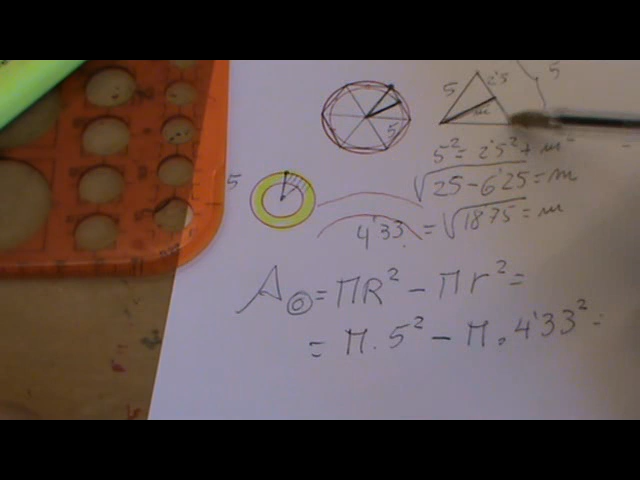 5
5
5
2'5
m
5² = 2'5² + m
√25 - 6'25 = m
4'33 = √18'75 = m
5
A⊚ = ΠR² - Πr² =
= Π . 5² - Π . 4'33² =